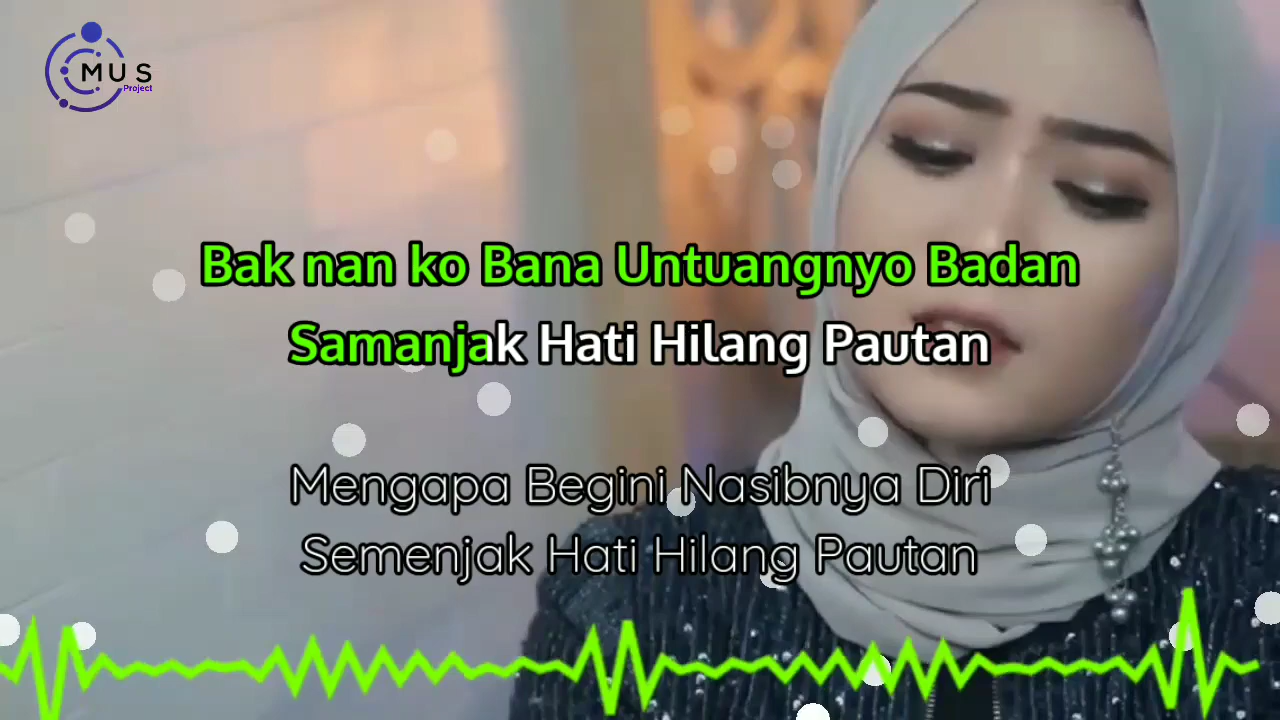 MUS
Project
Bak nan ko Bana Untuangnyo Badan
Samanjak Hati Hilang Pautan
Mengapa Begini Nasibnya Diri
Semenjak Hati Hilang Pautan